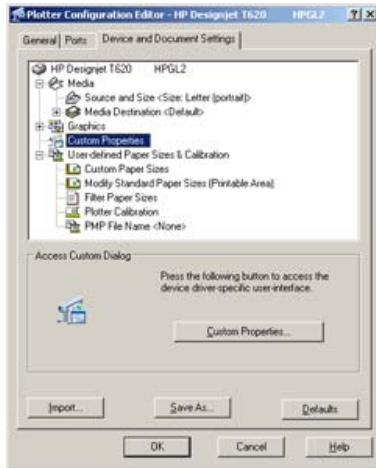 Plotter Configuration Editor - HP Designjet T620 HPGL2
General Ports Device and Document Settings
HP Designjet T620 HPGL2
Media
Source and Size <Size: Letter (portrait)>
Media Destination <Default>
Graphics
Custom Properties
User-defined Paper Sizes & Calibration
Custom Paper Sizes
Modify Standard Paper Sizes (Printable Area)
Filter Paper Sizes
Plotter Calibration
PMP File Name <None>
Access Custom Dialog
Press the following button to access the
device driver-specific user-interface.
Custom Properties...
Import... Save As... Defaults
OK Cancel Help